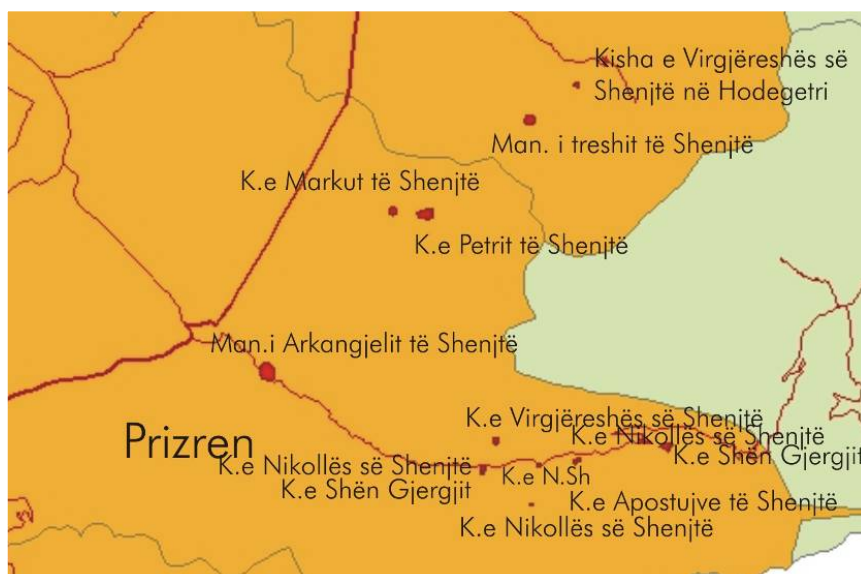 Kisha e Virgjëreshës së
Shenjtë në Hodegetri
Man. i treshit të Shenjtë
K.e Markut të Shenjtë
K.e Petrit të Shenjtë
Man.i Arkangjelit të Shenjtë
Prizren
K.e Virgjëreshës së Shenjtë
K.e Nikollës së Shenjtë
K.e Shën Gjergjit
K.e Nikollës së Shenjtë
K.e N.Sh
K.e Shën Gjergjit
K.e Apostujve të Shenjtë
K.e Nikollës së Shenjtë